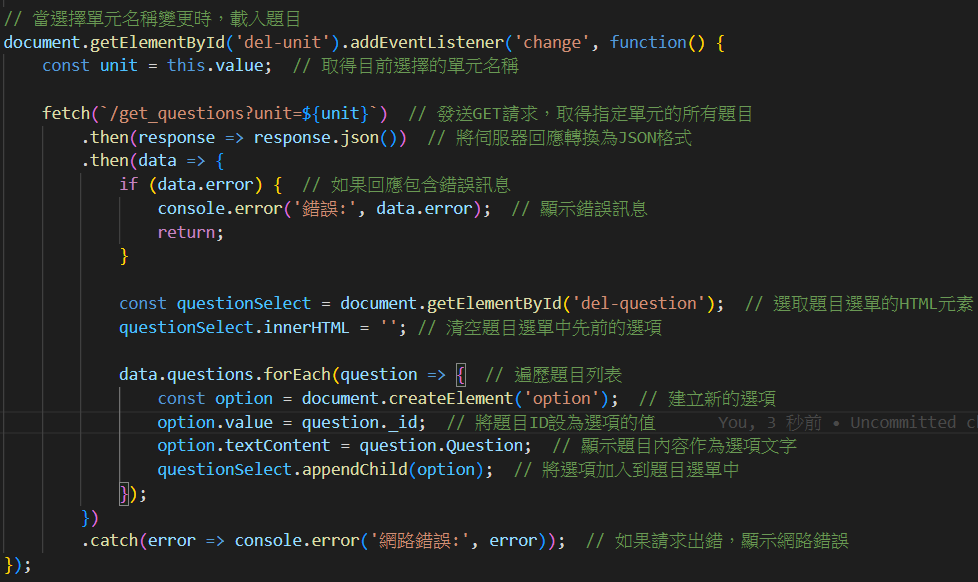 // 當選擇單元名稱變更時，載入題目
document.getElementById('del-unit').addEventListener('change', function() {
    const unit = this.value;  // 取得目前選擇的單元名稱

    fetch(`/get_questions?unit=${unit}`)  // 發送GET請求，取得指定單元的所有題目
        .then(response => response.json())  // 將伺服器回應轉換為JSON格式
        .then(data => {
            if (data.error) {  // 如果回應包含錯誤訊息
                console.error('錯誤:', data.error);  // 顯示錯誤訊息
                return;
            }

            const questionSelect = document.getElementById('del-question');  // 選取題目選單的HTML元素
            questionSelect.innerHTML = ''; // 清空題目選單中先前的選項

            data.questions.forEach(question => {  // 遍歷題目列表
                const option = document.createElement('option');  // 建立新的選項
                option.value = question._id;  // 將題目ID設為選項的值      You, 3 秒前 • Uncommitted
                option.textContent = question.Question;  // 顯示題目內容作為選項文字
                questionSelect.appendChild(option);  // 將選項加入到題目選單中
            });
        })
        .catch(error => console.error('網路錯誤:', error));  // 如果請求出錯，顯示網路錯誤
});